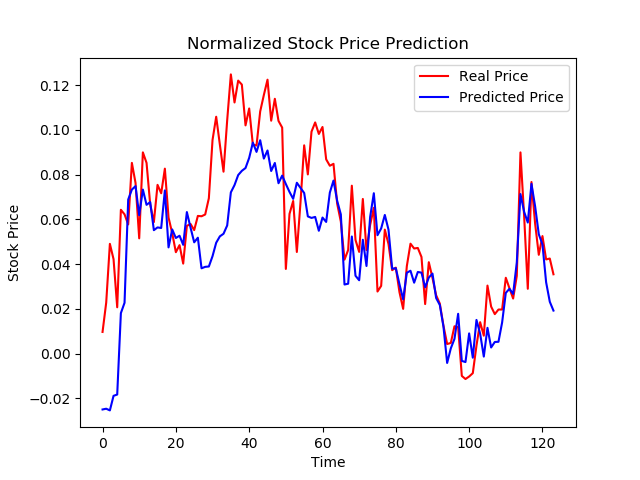 Normalized Stock Price Prediction
Real Price
Predicted Price
Stock Price
0.12
0.10
0.08
0.06
0.04
0.02
0.00
−0.02
0 20 40 60 80 100 120
Time